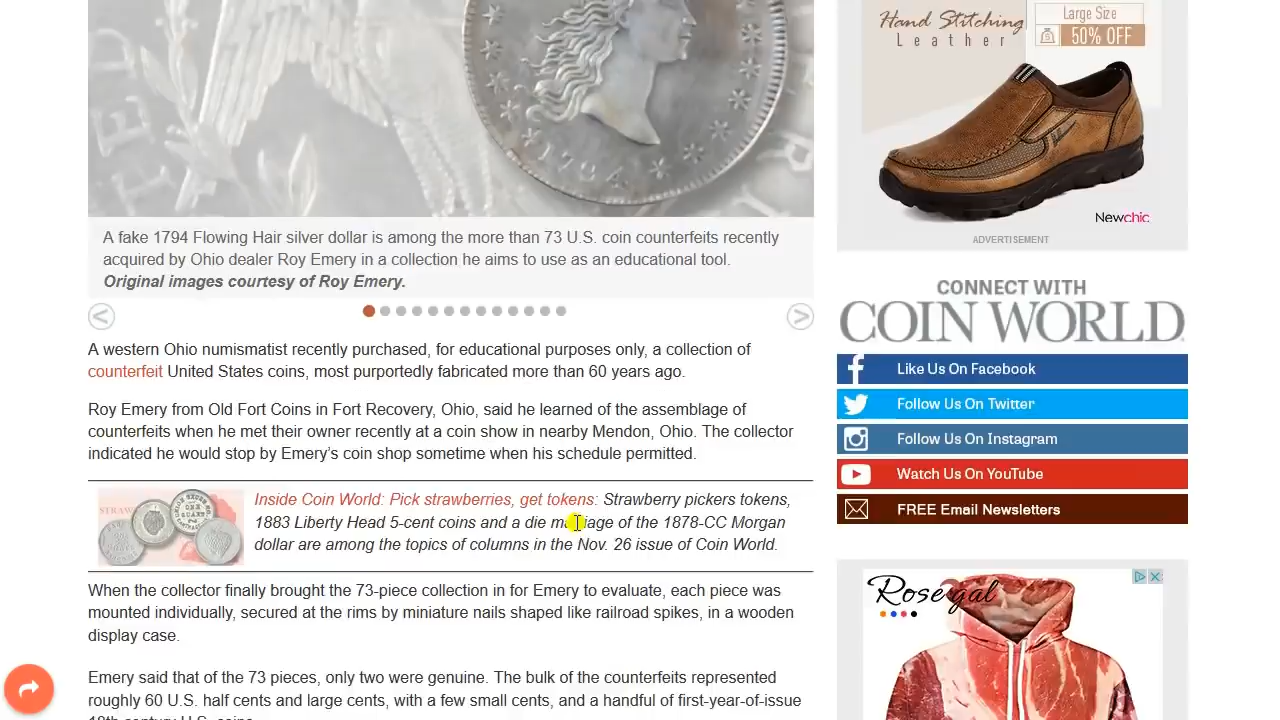 Hand Stitching
Leather
Large Size
50% OFF
1794
Newchic
A fake 1794 Flowing Hair silver dollar is among the more than 73 U.S. coin counterfeits recently
acquired by Ohio dealer Roy Emery in a collection he aims to use as an educational tool.
Original images courtesy of Roy Emery.
ADVERTISEMENT
CONNECT WITH
COIN WORLD
Like Us On Facebook
Follow Us On Twitter
Follow Us On Instagram
Watch Us On YouTube
FREE Email Newsletters
A western Ohio numismatist recently purchased, for educational purposes only, a collection of
counterfeit United States coins, most purportedly fabricated more than 60 years ago.
Roy Emery from Old Fort Coins in Fort Recovery, Ohio, said he learned of the assemblage of
counterfeits when he met their owner recently at a coin show in nearby Mendon, Ohio. The collector
indicated he would stop by Emery's coin shop sometime when his schedule permitted.
Inside Coin World: Pick strawberries, get tokens: Strawberry pickers tokens,
1883 Liberty Head 5-cent coins and a die marriage of the 1878-CC Morgan
dollar are among the topics of columns in the Nov. 26 issue of Coin World.
When the collector finally brought the 73-piece collection in for Emery to evaluate, each piece was
mounted individually, secured at the rims by miniature nails shaped like railroad spikes, in a wooden
display case.
Emery said that of the 73 pieces, only two were genuine. The bulk of the counterfeits represented
roughly 60 U.S. half cents and large cents, with a few small cents, and a handful of first-year-of-issue
18th century U.S. coins.
Rosegal